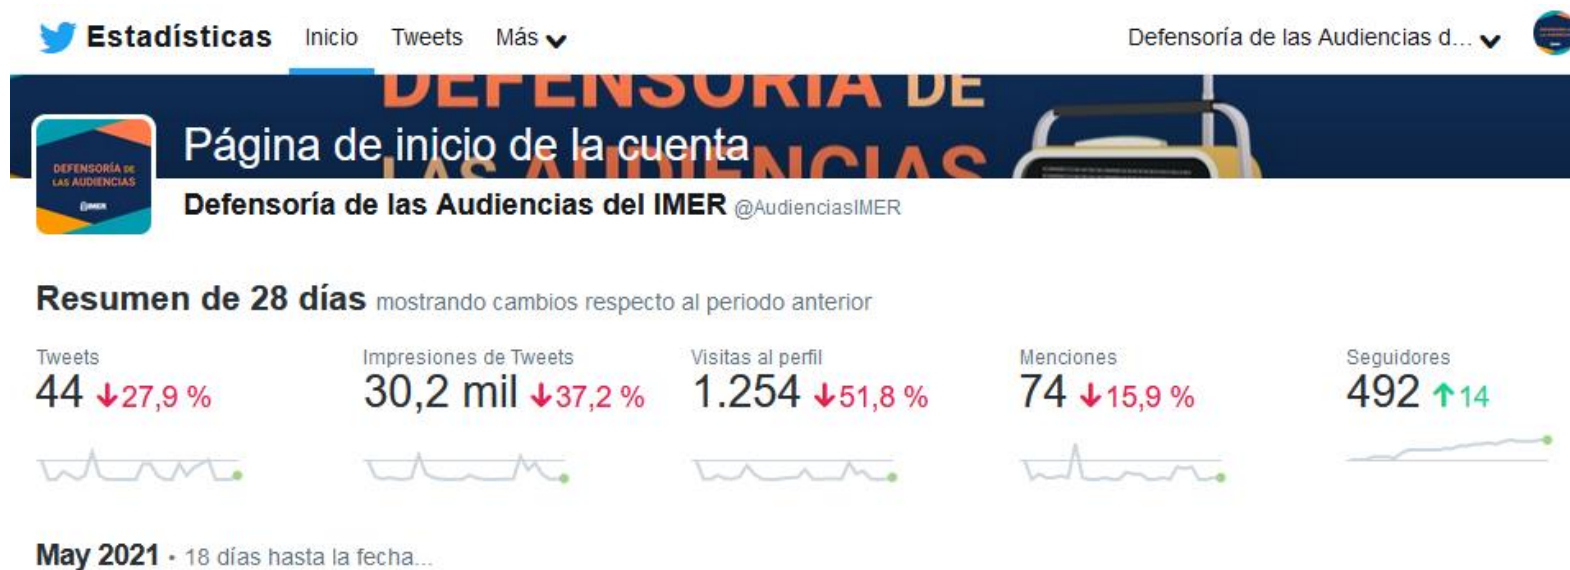 Estadísticas Inicio Tweets Más Defensoría de las Audiencias d...
DEFENSORÍA DE
LAS AUDIENCIAS
Página de inicio de la cuenta
DEFENSORÍA DE
LAS AUDIENCIAS
IMER
Defensoría de las Audiencias del IMER @AudienciasIMER
Resumen de 28 días mostrando cambios respecto al periodo anterior
Tweets Impresiones de Tweets Visitas al perfil Menciones Seguidores
44 ↓27,9 % 30,2 mil ↓37,2 % 1.254 ↓51,8 % 74 ↓15,9 % 492 ↑14
May 2021 • 18 días hasta la fecha...